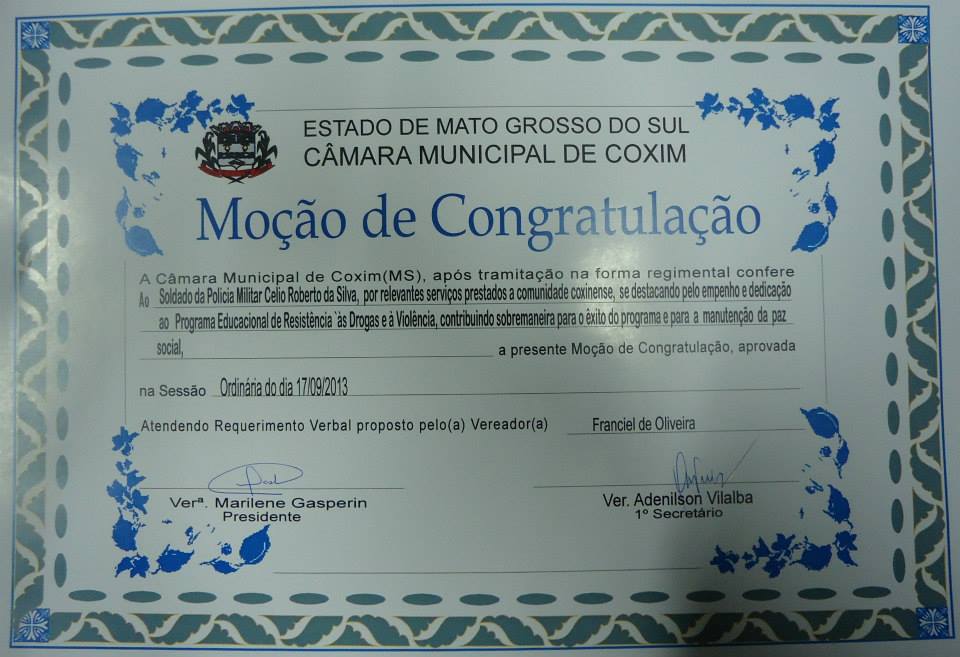 ESTADO DE MATO GROSSO DO SUL
CÂMARA MUNICIPAL DE COXIM
Moção de Congratulação
A Câmara Municipal de Coxim(MS), após tramitação na forma regimental confere
Ao Soldado da Policia Militar Celio Roberto da Silva, por relevantes serviços prestados a comunidade coxinense, se destacando pelo empenho e dedicação
ao Programa Educacional de Resistência `às Drogas e à Violência, contribuindo sobremaneira para o êxito do programa e para a manutenção da paz
social, a presente Moção de Congratulação, aprovada
na Sessão Ordinária do dia 17/09/2013
Atendendo Requerimento Verbal proposto pelo(a) Vereador(a) Franciel de Oliveira
Verª. Marilene Gasperin
Presidente
Ver. Adenilson Vilalba
1º Secretário